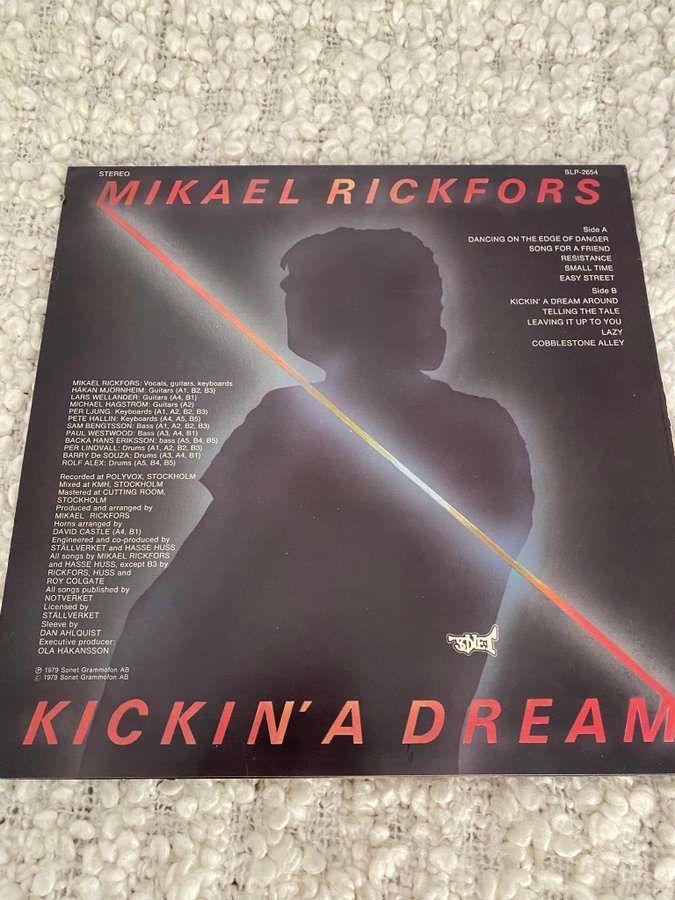 STEREO
SLP-2654
MIKAEL RICKFORS
Side A
DANCING ON THE EDGE OF DANGER
SONG FOR A FRIEND
RESISTANCE
SMALL TIME
EASY STREET
Side B
KICKIN' A DREAM AROUND
TELLING THE TALE
LEAVING IT UP TO YOU
LAZY
COBBLESTONE ALLEY
MIKAEL RICKFORS: Vocals, guitars, keyboards
HÅKAN MJÖRNHEIM: Guitars (A1, B2, B3)
LARS WELLANDER: Guitars (A4, B1)
MICHAEL HAGSTRÖM: Guitars (A2)
PER LJUNG: Keyboards (A1, A2, B2, B3)
PETE HALLIN: Keyboards (A4, A5, B5)
SAM BENGTSSON: Bass (A1, A2, B2, B3)
PAUL WESTWOOD: Bass (A3, A4, B1)
BACKA HANS ERIKSSON: bass (A5, B4, B5)
PER LINDVALL: Drums (A1, A2, B2, B3)
BARRY De SOUZA: Drums (A3, A4, B1)
ROLF ALEX: Drums (A5, B4, B5)
Recorded at POLYVOX, STOCKHOLM
Mixed at KMH, STOCKHOLM
Mastered at CUTTING ROOM,
STOCKHOLM
Produced and arranged by
MIKAEL RICKFORS
Horns arranged by
DAVID CASTLE (A4, B1)
Engineered and co-produced by
STÄLLVERKET and HASSE HUSS
All songs by MIKAEL RICKFORS
and HASSE HUSS, except B3 by
RICKFORS, HUSS and
ROY COLGATE
All songs published by
NOTVERKET
Licensed by
STÄLLVERKET
Sleeve by
DAN AHLQUIST
Executive producer:
OLA HÅKANSSON
℗ 1979 Sonet Grammofon AB
© 1979 Sonet Grammofon AB
SONET
KICKIN' A DREAM